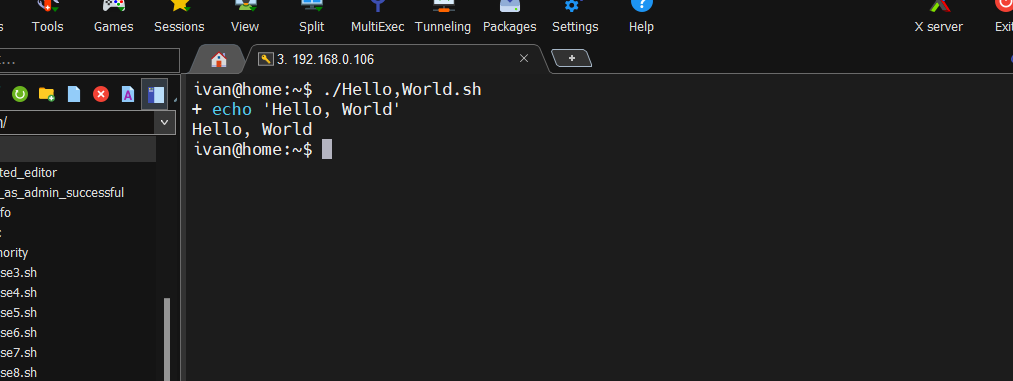 Tools Games Sessions View Split MultiExec Tunneling Packages Settings Help X server
3. 192.168.0.106
ivan@home:~$ ./Hello,World.sh
+ echo 'Hello, World'
Hello, World
ivan@home:~$
ted_editor
_as_admin_successful
fo
hority
se3.sh
se4.sh
se5.sh
se6.sh
se7.sh
se8.sh